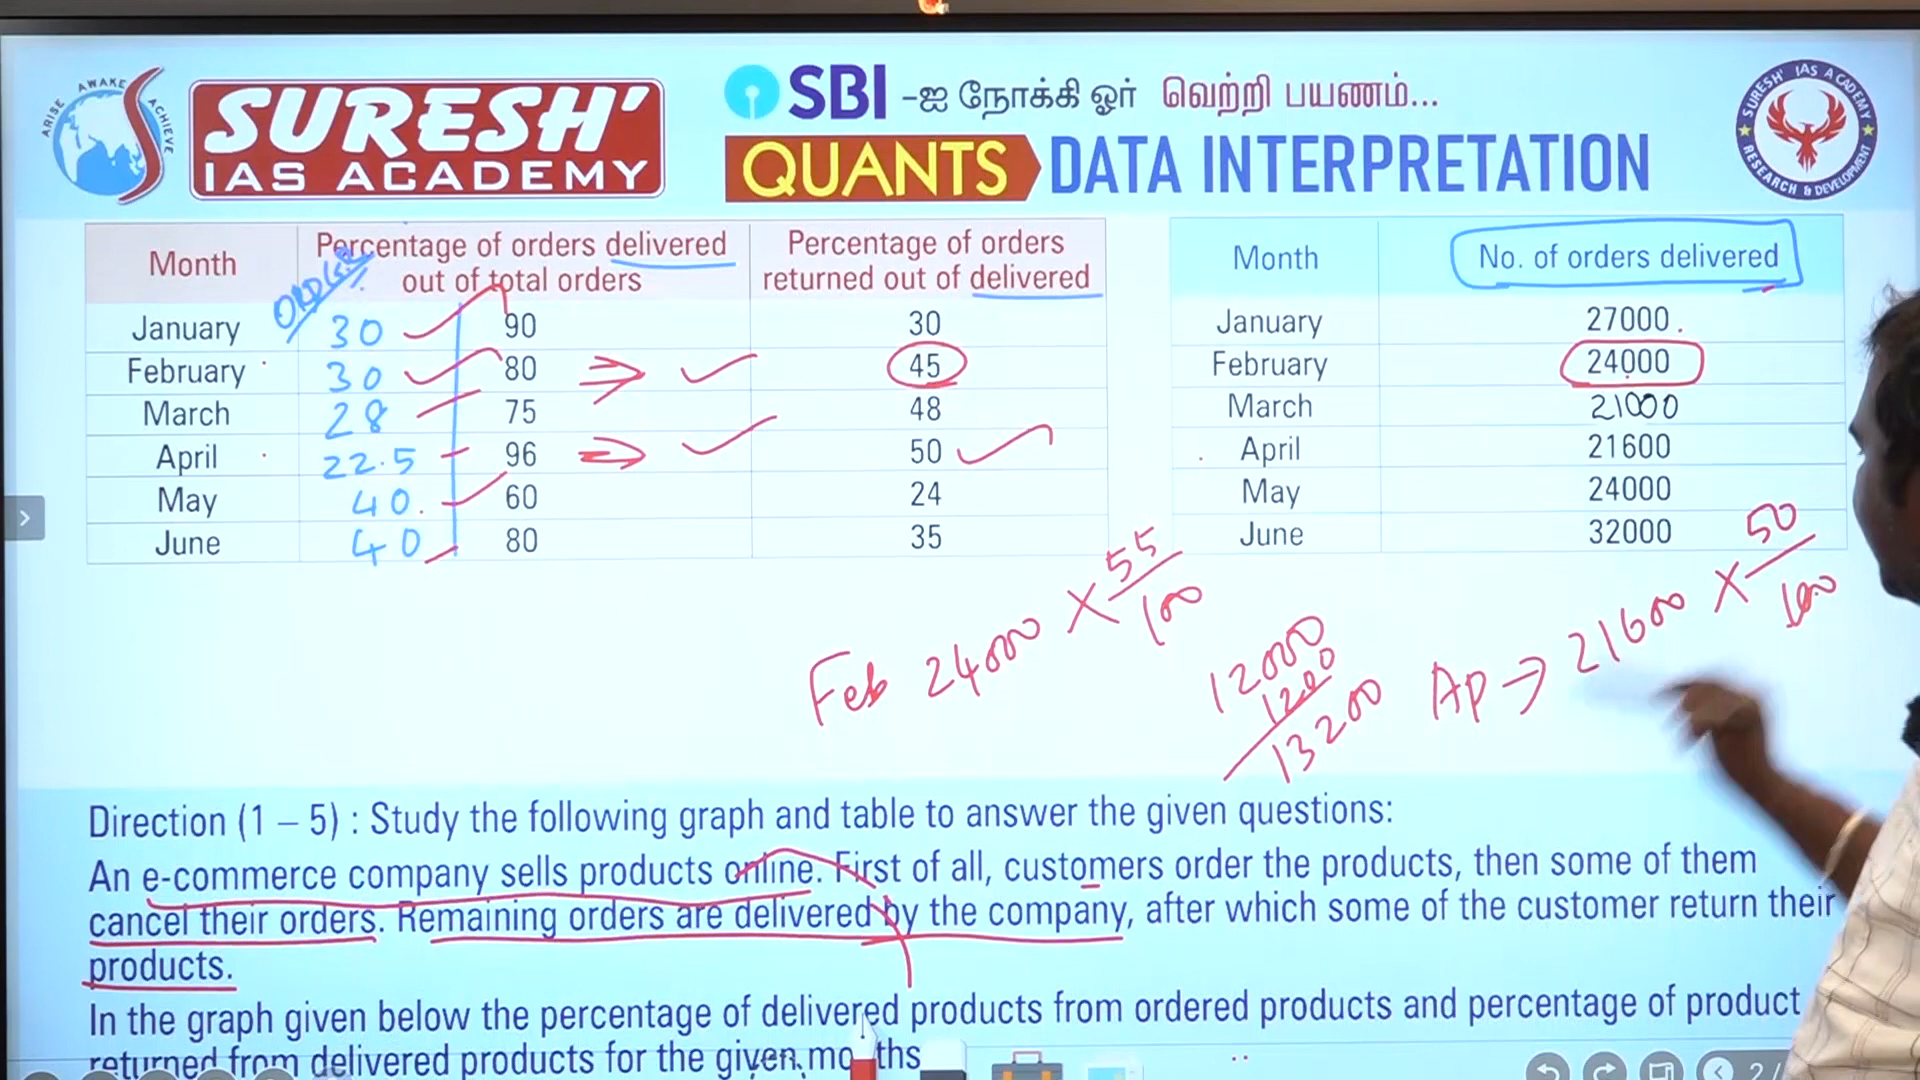 ARISE AWAKE ACHIEVE
SURESH'
IAS ACADEMY
SBI -ஐ நோக்கி ஓர் வெற்றி பயணம்...
QUANTS DATA INTERPRETATION
SURESH' IAS ACADEMY
RESEARCH & DEVELOPMENT
Month Percentage of orders delivered out of total orders Percentage of orders returned out of delivered
January 30 90 30
February 30 80 45
March 28 75 48
April 22.5 96 50
May 40. 60 24
June 40 80 35
Month No. of orders delivered
January 27000
February 24000
March 21000
April 21600
May 24000
June 32000
Feb 24000 × 55/100
12000
1200
13200
Ap → 21600 × 50/100
Direction (1 – 5) : Study the following graph and table to answer the given questions:
An e-commerce company sells products online. First of all, customers order the products, then some of them
cancel their orders. Remaining orders are delivered by the company, after which some of the customer return their
products.
In the graph given below the percentage of delivered products from ordered products and percentage of product
returned from delivered products for the given months
2 /